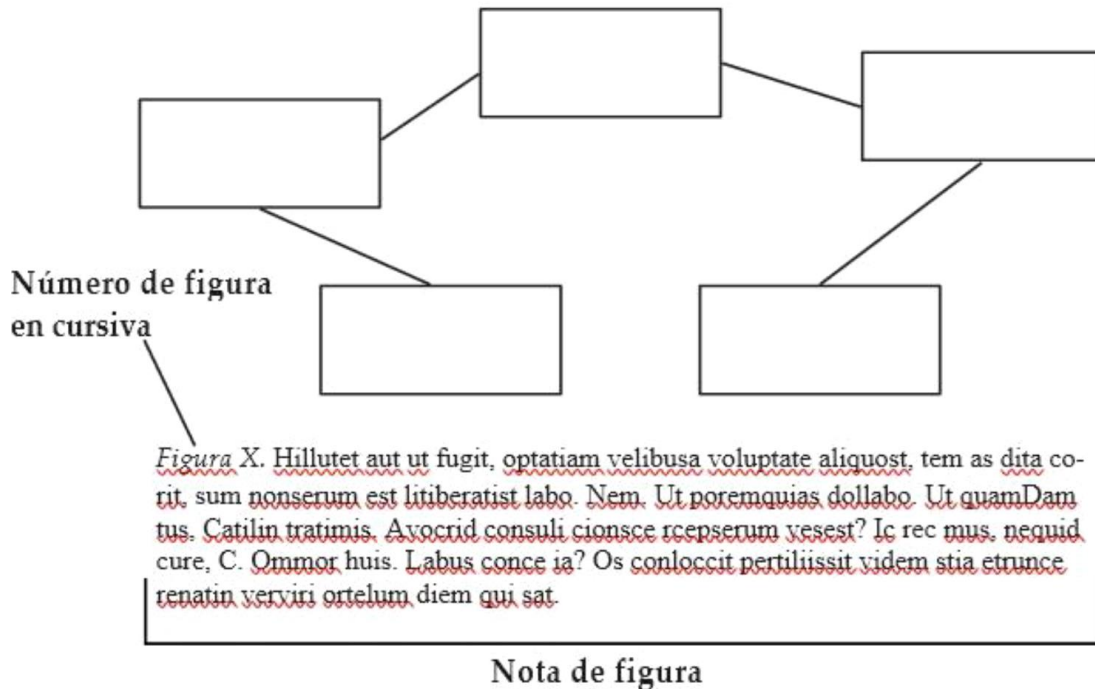 Número de figura
en cursiva
Figura X. Hillutet aut ut fugit, optatiam velibusa voluptate aliquost, tem as dita co-
rit, sum nonserum est litiberatist labo. Nem. Ut poremquias dollabo. Ut quamDam
tus, Catilin tratimis. Avocrid consuli cionsce rcepserum vesest? Ic rec mus, nequid
cure, C. Ommor huis. Labus conce ia? Os conloccit pertiliissit videm stia etrunce
renatin verviri ortelum diem qui sat.
Nota de figura